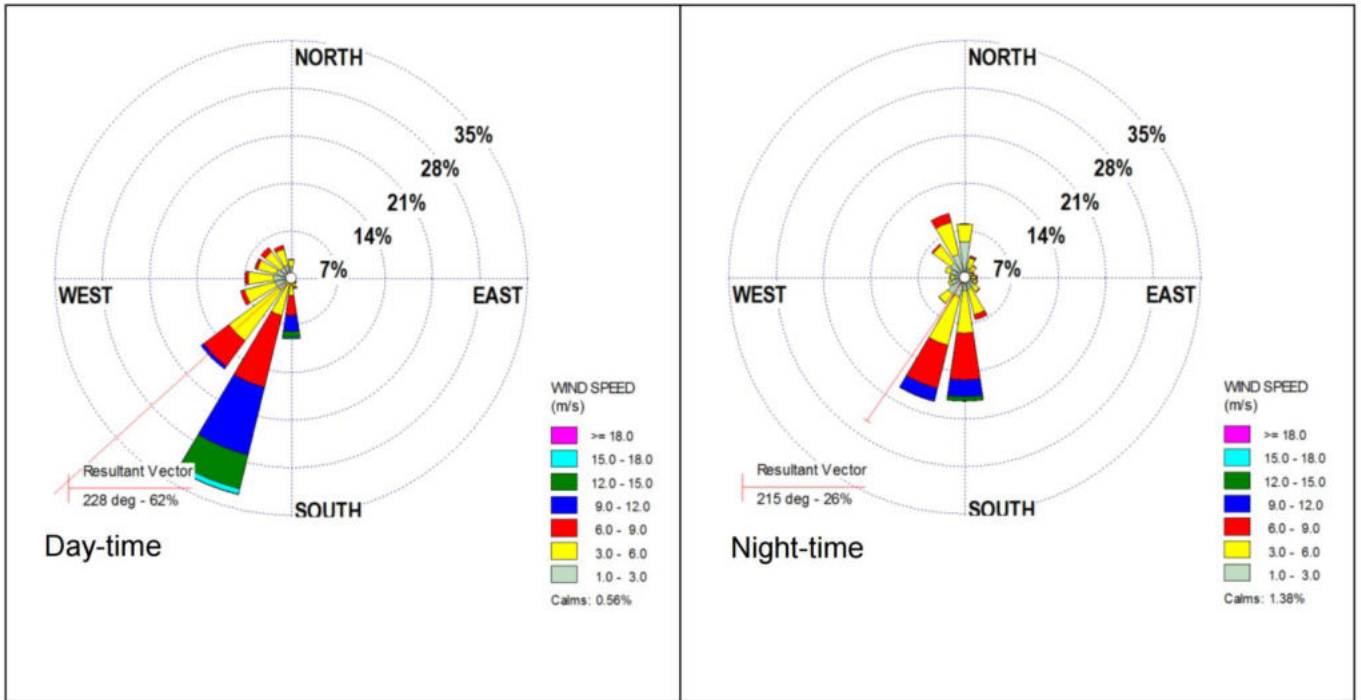 NORTH
35%
28%
21%
14%
7%
WEST
EAST
SOUTH
WIND SPEED
(m/s)
>= 18.0
15.0 - 18.0
12.0 - 15.0
9.0 - 12.0
6.0 - 9.0
3.0 - 6.0
1.0 - 3.0
Calms: 0.56%
Resultant Vector
228 deg - 62%
Day-time
NORTH
35%
28%
21%
14%
7%
WEST
EAST
SOUTH
WIND SPEED
(m/s)
>= 18.0
15.0 - 18.0
12.0 - 15.0
9.0 - 12.0
6.0 - 9.0
3.0 - 6.0
1.0 - 3.0
Calms: 1.38%
Resultant Vector
215 deg - 26%
Night-time